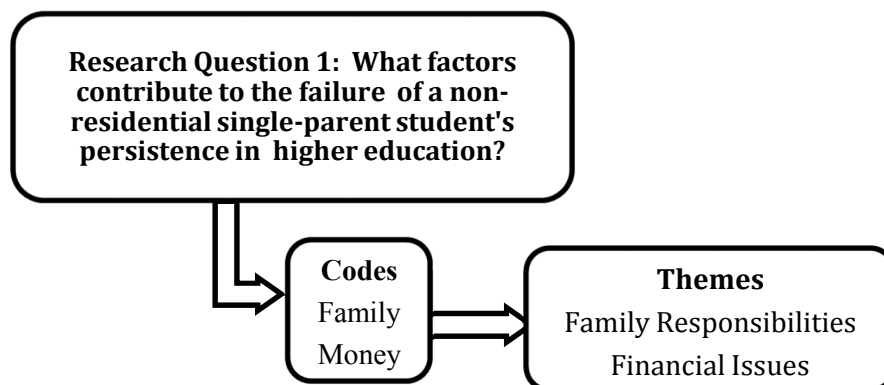 Research Question 1:  What factors
contribute to the failure  of a non-
residential single-parent student's
persistence in  higher education?
Codes
Family
Money
Themes
Family Responsibilities
Financial Issues